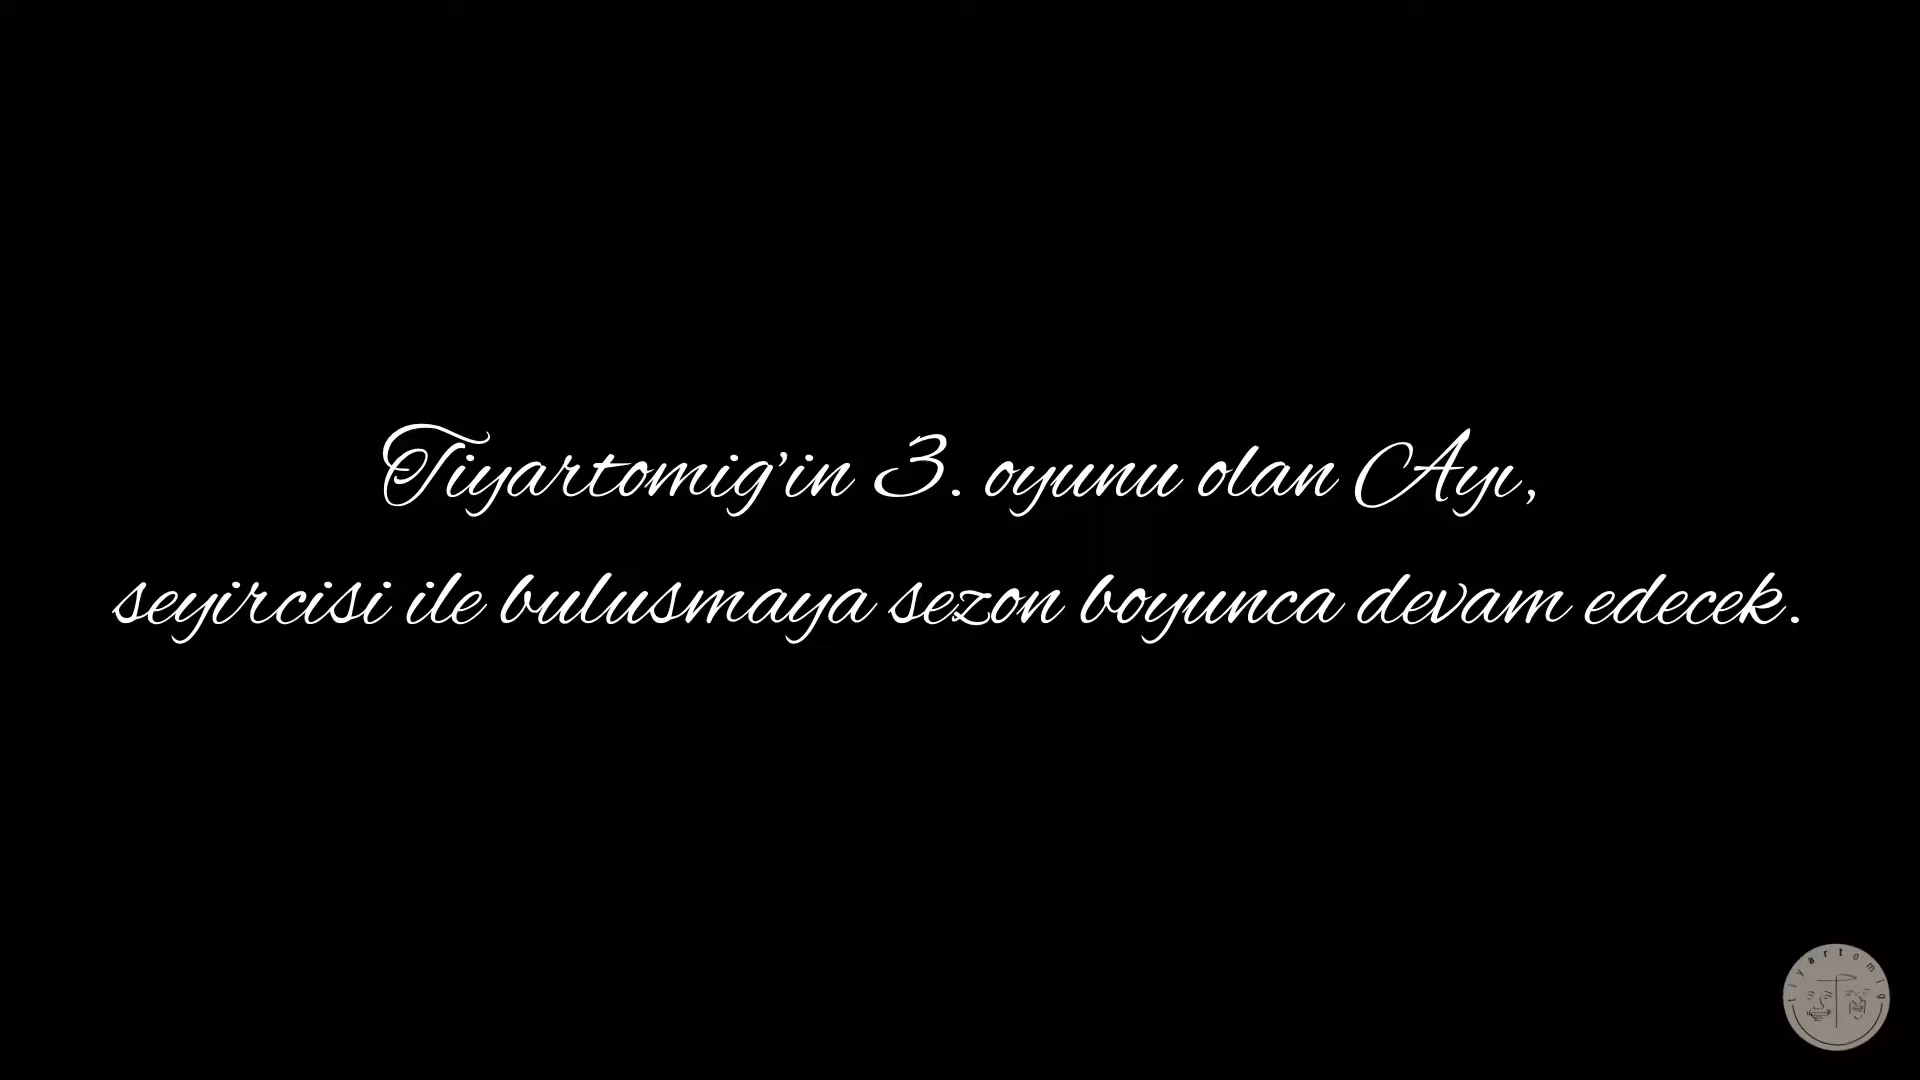 Tiyartomig'in 3. oyunu olan Ayı,
seyircisi ile bulusmaya sezon boyunca devam edecek.
tiyartomig